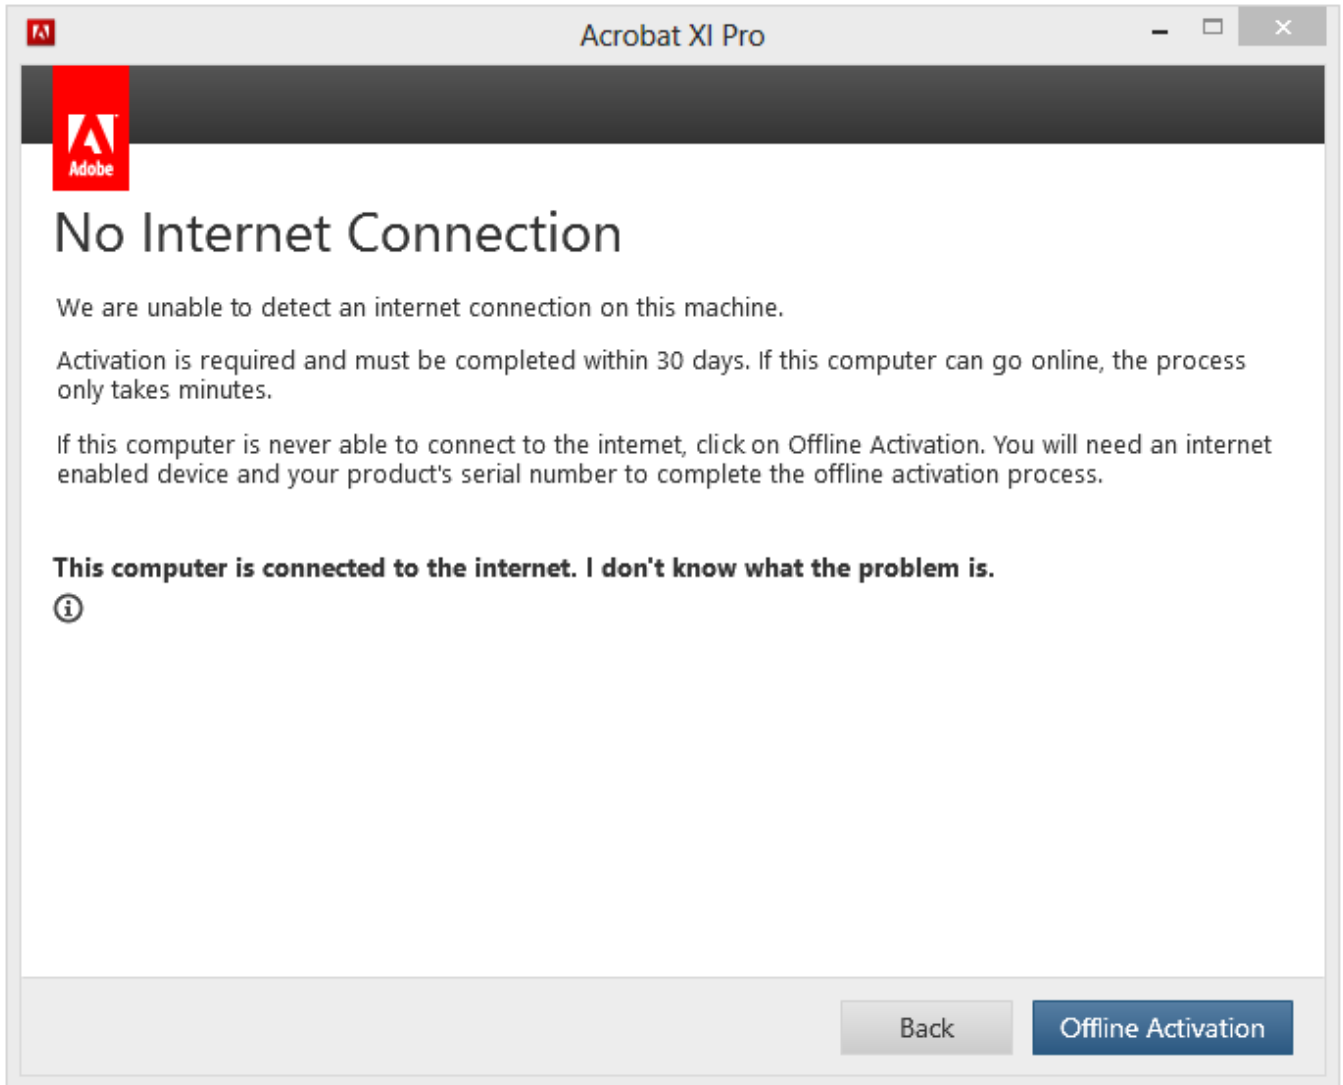 Acrobat XI Pro
Adobe
No Internet Connection
We are unable to detect an internet connection on this machine.
Activation is required and must be completed within 30 days. If this computer can go online, the process
only takes minutes.
If this computer is never able to connect to the internet, click on Offline Activation. You will need an internet
enabled device and your product's serial number to complete the offline activation process.
This computer is connected to the internet. I don't know what the problem is.
Back
Offline Activation